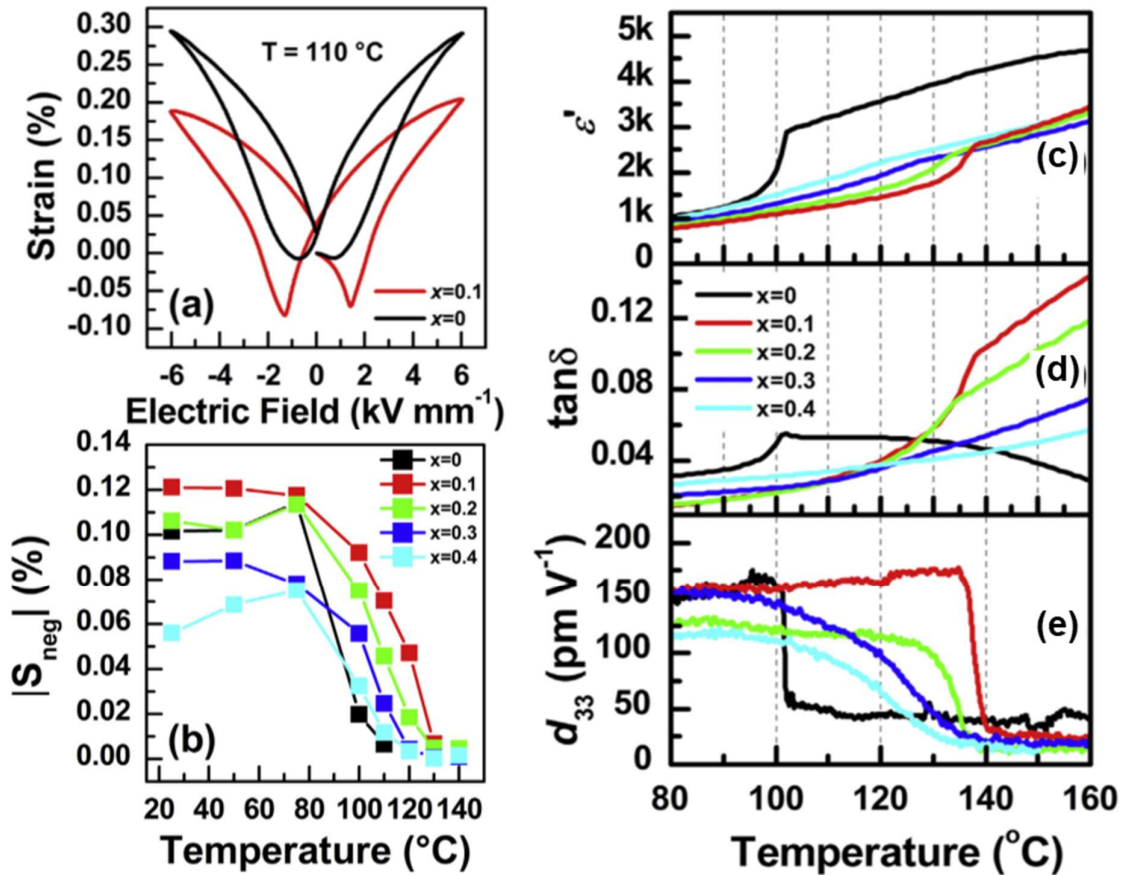 0.30
0.25
0.20
0.15
0.10
0.05
0.00
-0.05
-0.10
Strain (%)
T = 110 °C
(a)
x=0.1
x=0
-6 -4 -2 0 2 4 6
Electric Field (kV mm⁻¹)
0.14
0.12
0.10
0.08
0.06
0.04
0.02
0.00
|Sneg| (%)
x=0
x=0.1
x=0.2
x=0.3
x=0.4
(b)
20 40 60 80 100 120 140
Temperature (°C)
5k
4k
3k
2k
1k
0
ε'
(c)
0.12
0.08
0.04
tanδ
x=0
x=0.1
x=0.2
x=0.3
x=0.4
(d)
200
150
100
50
0
d33 (pm V⁻¹)
(e)
80 100 120 140 160
Temperature (°C)